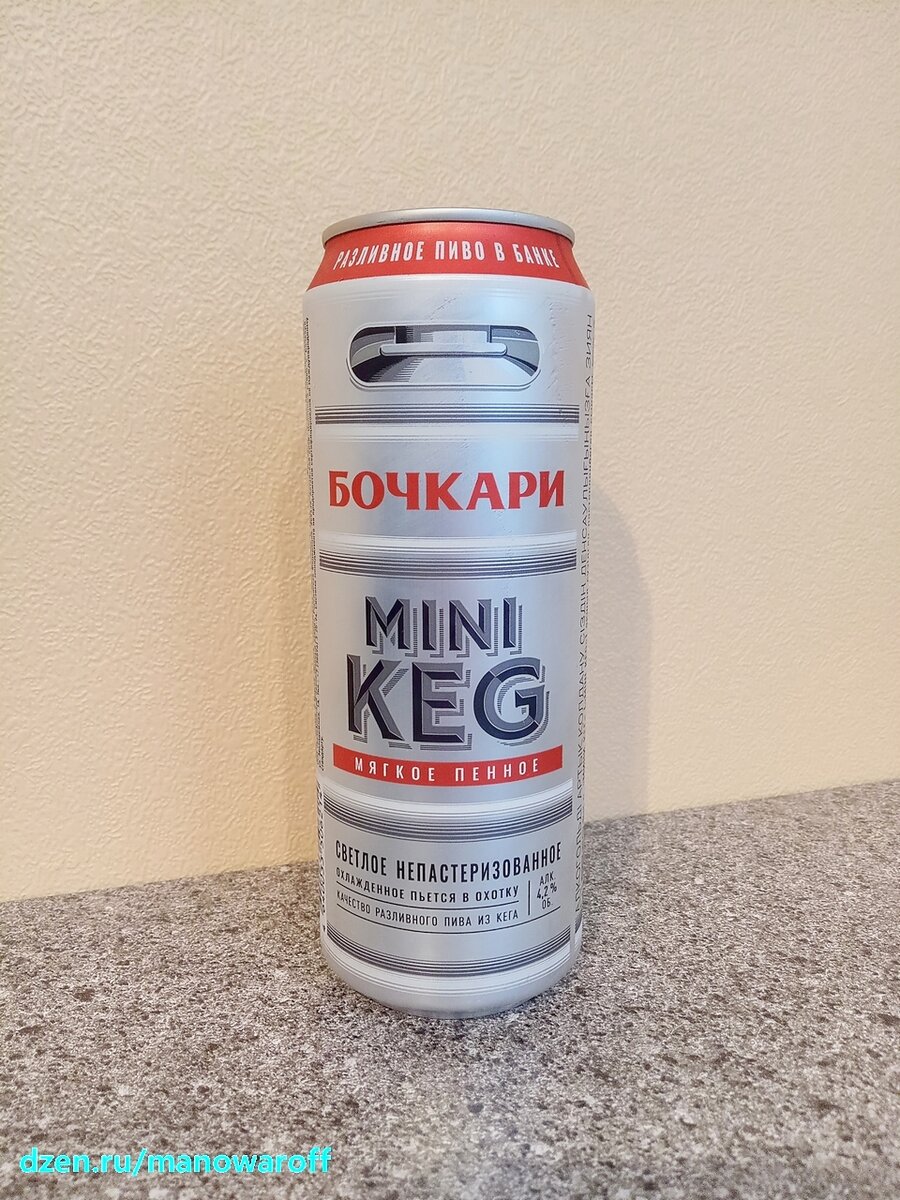 РАЗЛИВНОЕ ПИВО В БАНКЕ
БОЧКАРИ
MINI
KEG
МЯГКОЕ ПЕННОЕ
СВЕТЛОЕ НЕПАСТЕРИЗОВАННОЕ
ОХЛАЖДЕННОЕ ПЬЕТСЯ В ОХОТКУ
КАЧЕСТВО РАЗЛИВНОГО ПИВА ИЗ КЕГА
АЛК.
4,2%
ОБ.
dzen.ru/manowaroff